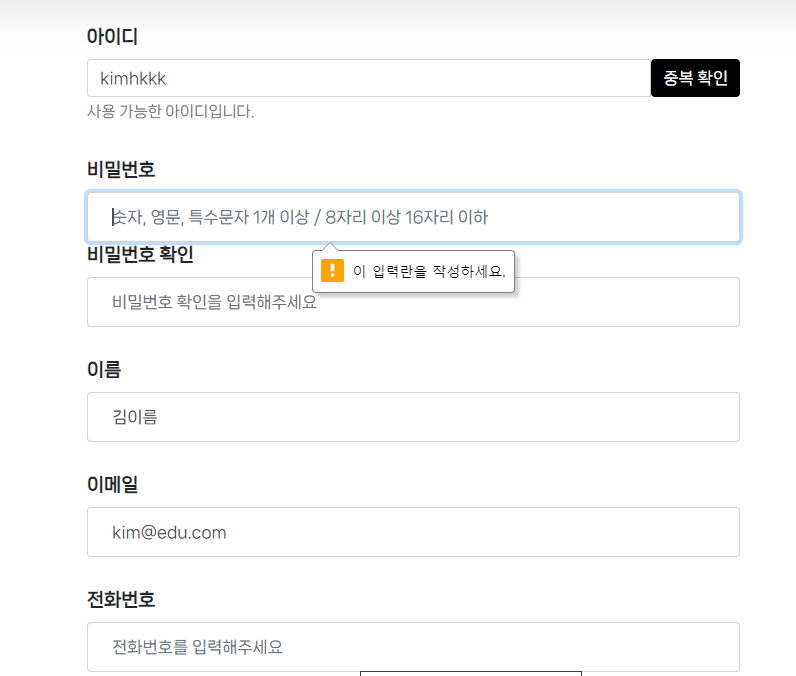 아이디
kimhkkk
중복 확인
사용 가능한 아이디입니다.
비밀번호
숫자, 영문, 특수문자 1개 이상 / 8자리 이상 16자리 이하
비밀번호 확인
이 입력란을 작성하세요.
비밀번호 확인을 입력해주세요
이름
김이름
이메일
kim@edu.com
전화번호
전화번호를 입력해주세요